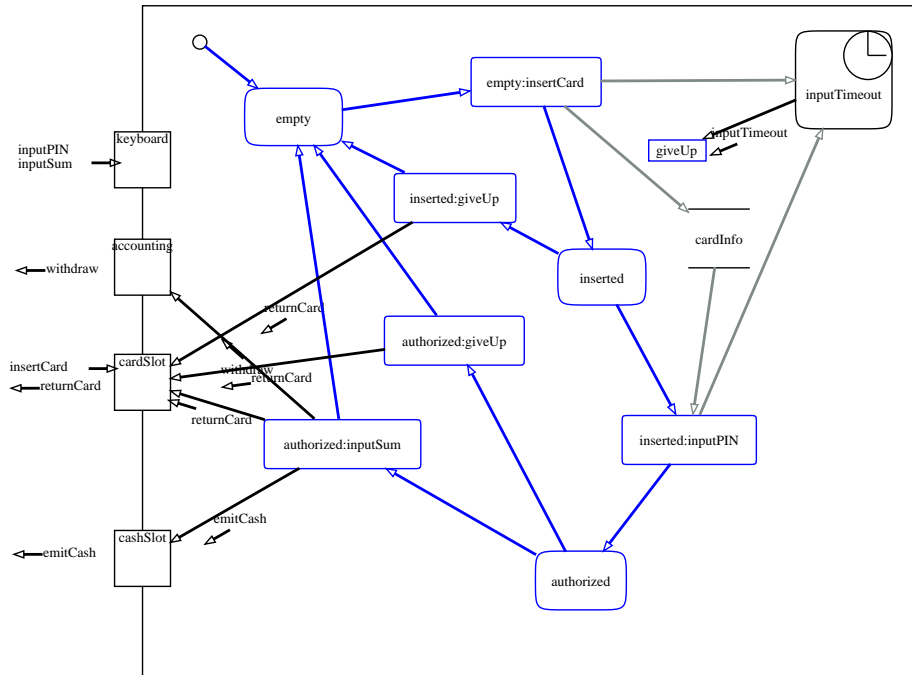 empty:insertCard
inputTimeout
empty
keyboard
inputTimeout
inputPIN
inputSum
giveUp
inserted:giveUp
cardInfo
accounting
withdraw
inserted
returnCard
authorized:giveUp
cardSlot
insertCard
withdraw
returnCard
returnCard
returnCard
authorized:inputSum
inserted:inputPIN
emitCash
cashSlot
emitCash
authorized